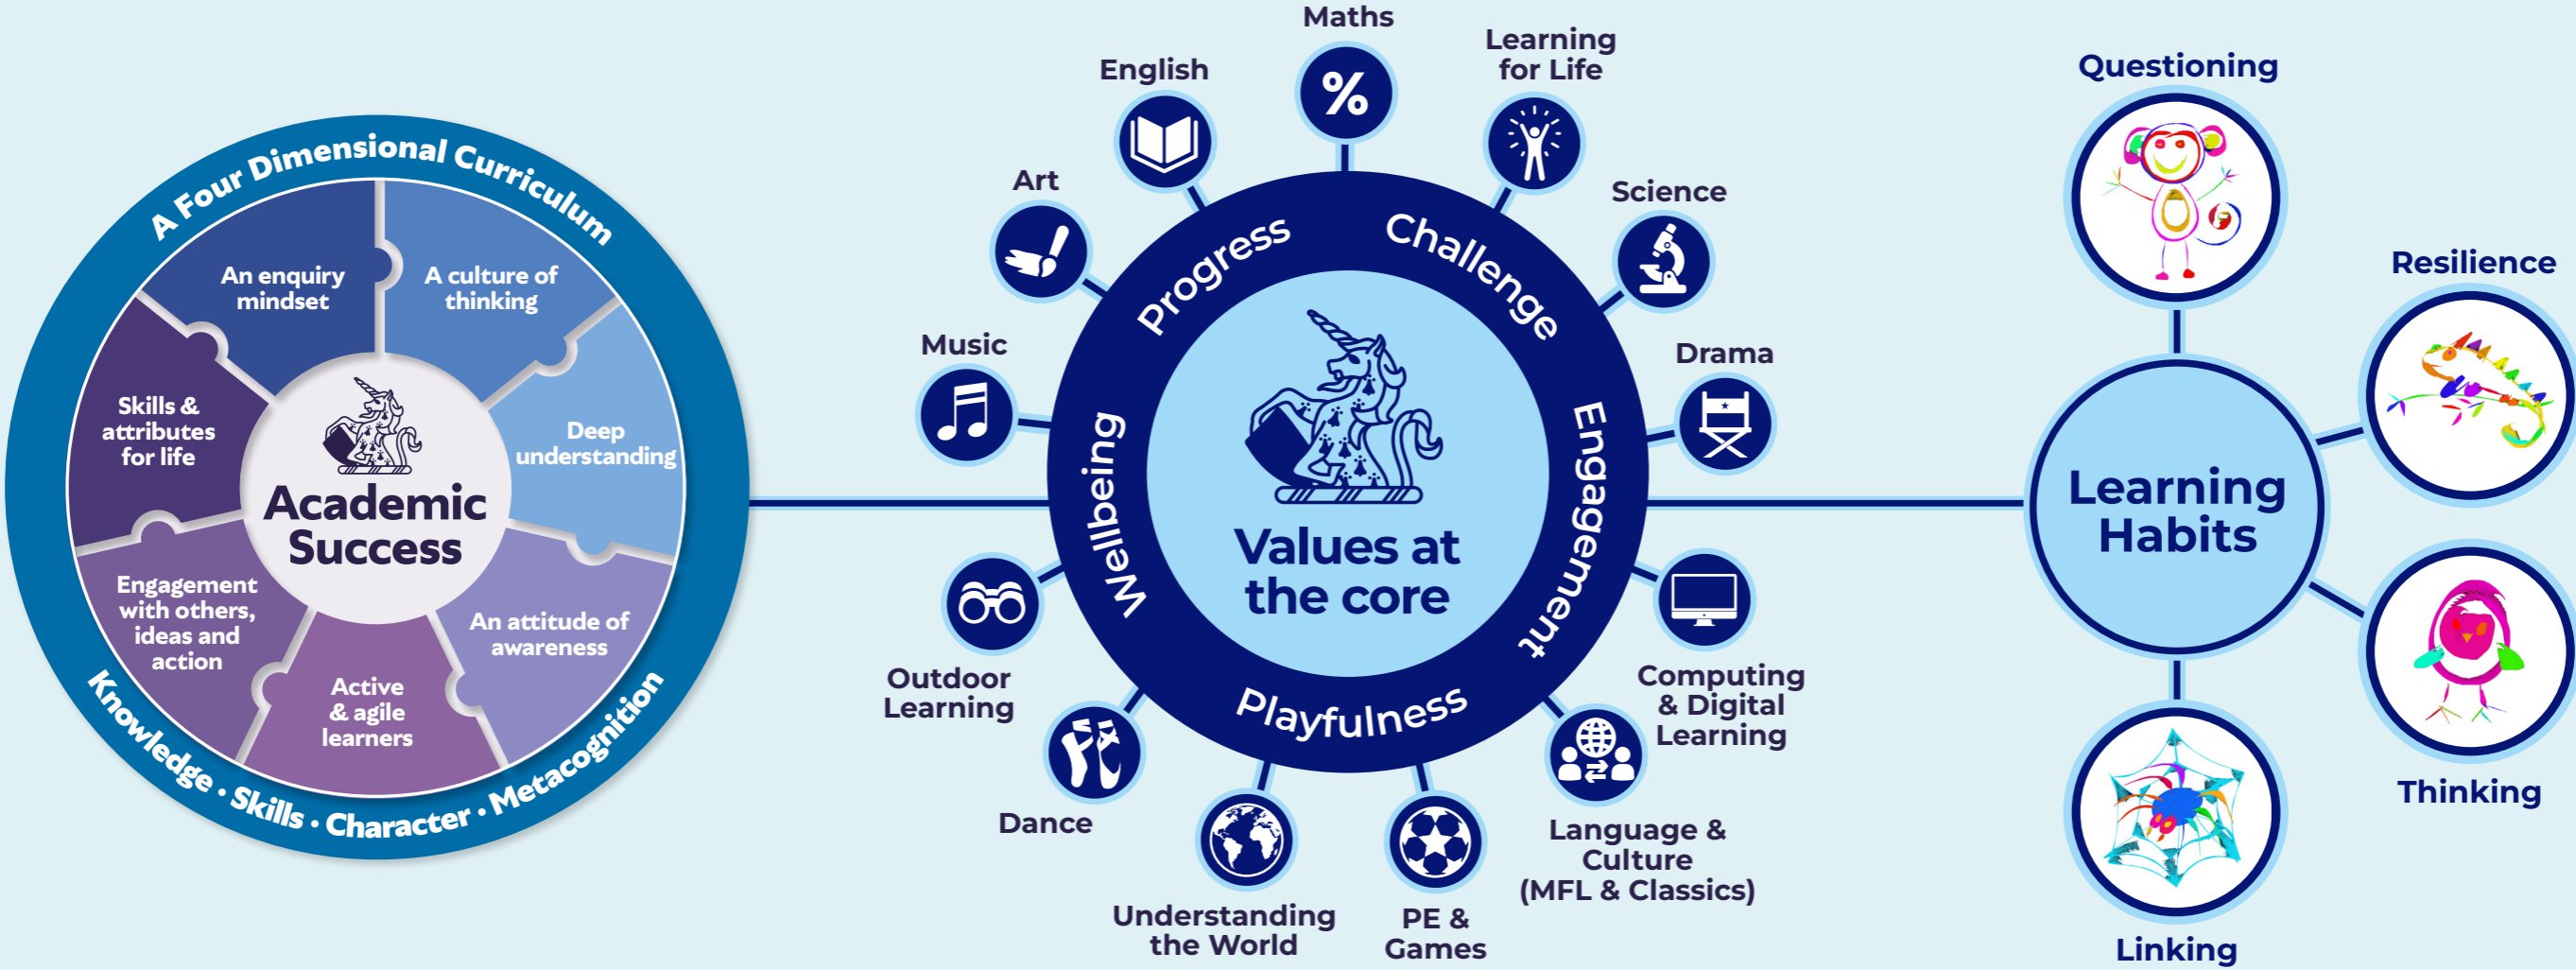 A Four Dimensional Curriculum
An enquiry
mindset
A culture of
thinking
Deep
understanding
An attitude of
awareness
Active
& agile
learners
Engagement
with others,
ideas and
action
Skills &
attributes
for life
Academic
Success
Knowledge • Skills • Character • Metacognition
Maths
%
Learning
for Life
Science
Drama
Computing
& Digital
Learning
Language &
Culture
(MFL & Classics)
PE &
Games
Understanding
the World
Dance
Outdoor
Learning
Music
Art
English
Progress
Challenge
Engagement
Playfulness
Wellbeing
Values at
the core
Learning
Habits
Questioning
Resilience
Thinking
Linking